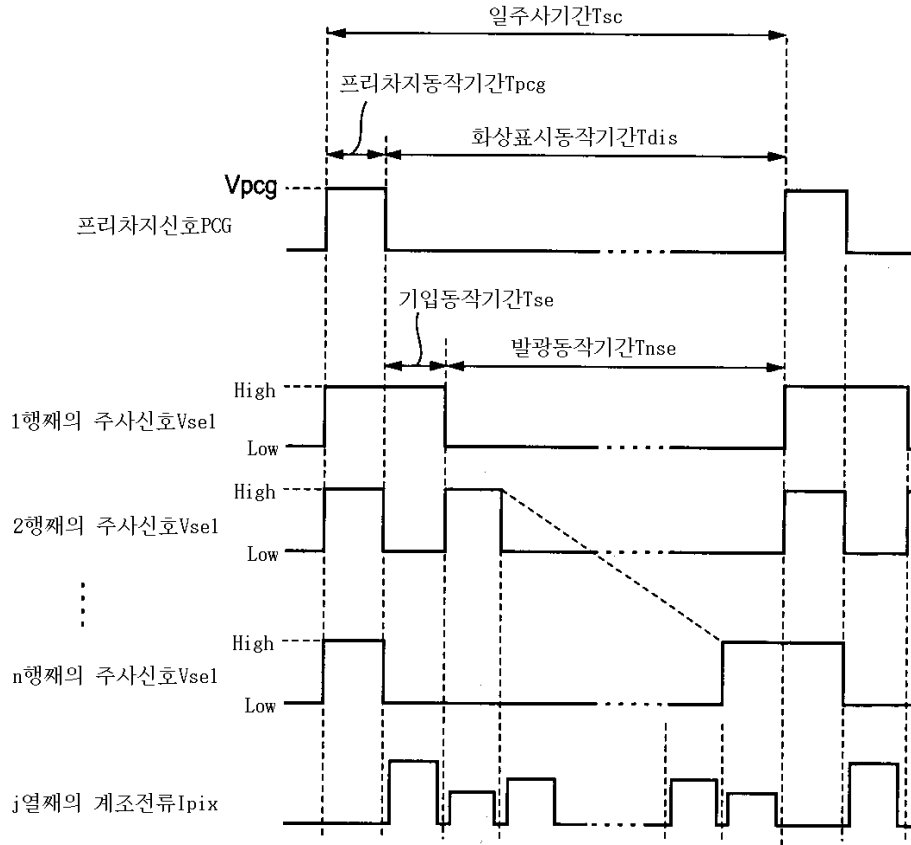 일주사기간Tsc
프리차지동작기간Tpcg
화상표시동작기간Tdis
Vpcg
프리차지신호PCG
기입동작기간Tse
발광동작기간Tnse
High
1행째의 주사신호Vsel
Low
High
2행째의 주사신호Vsel
Low
High
n행째의 주사신호Vsel
Low
j열째의 계조전류Ipix